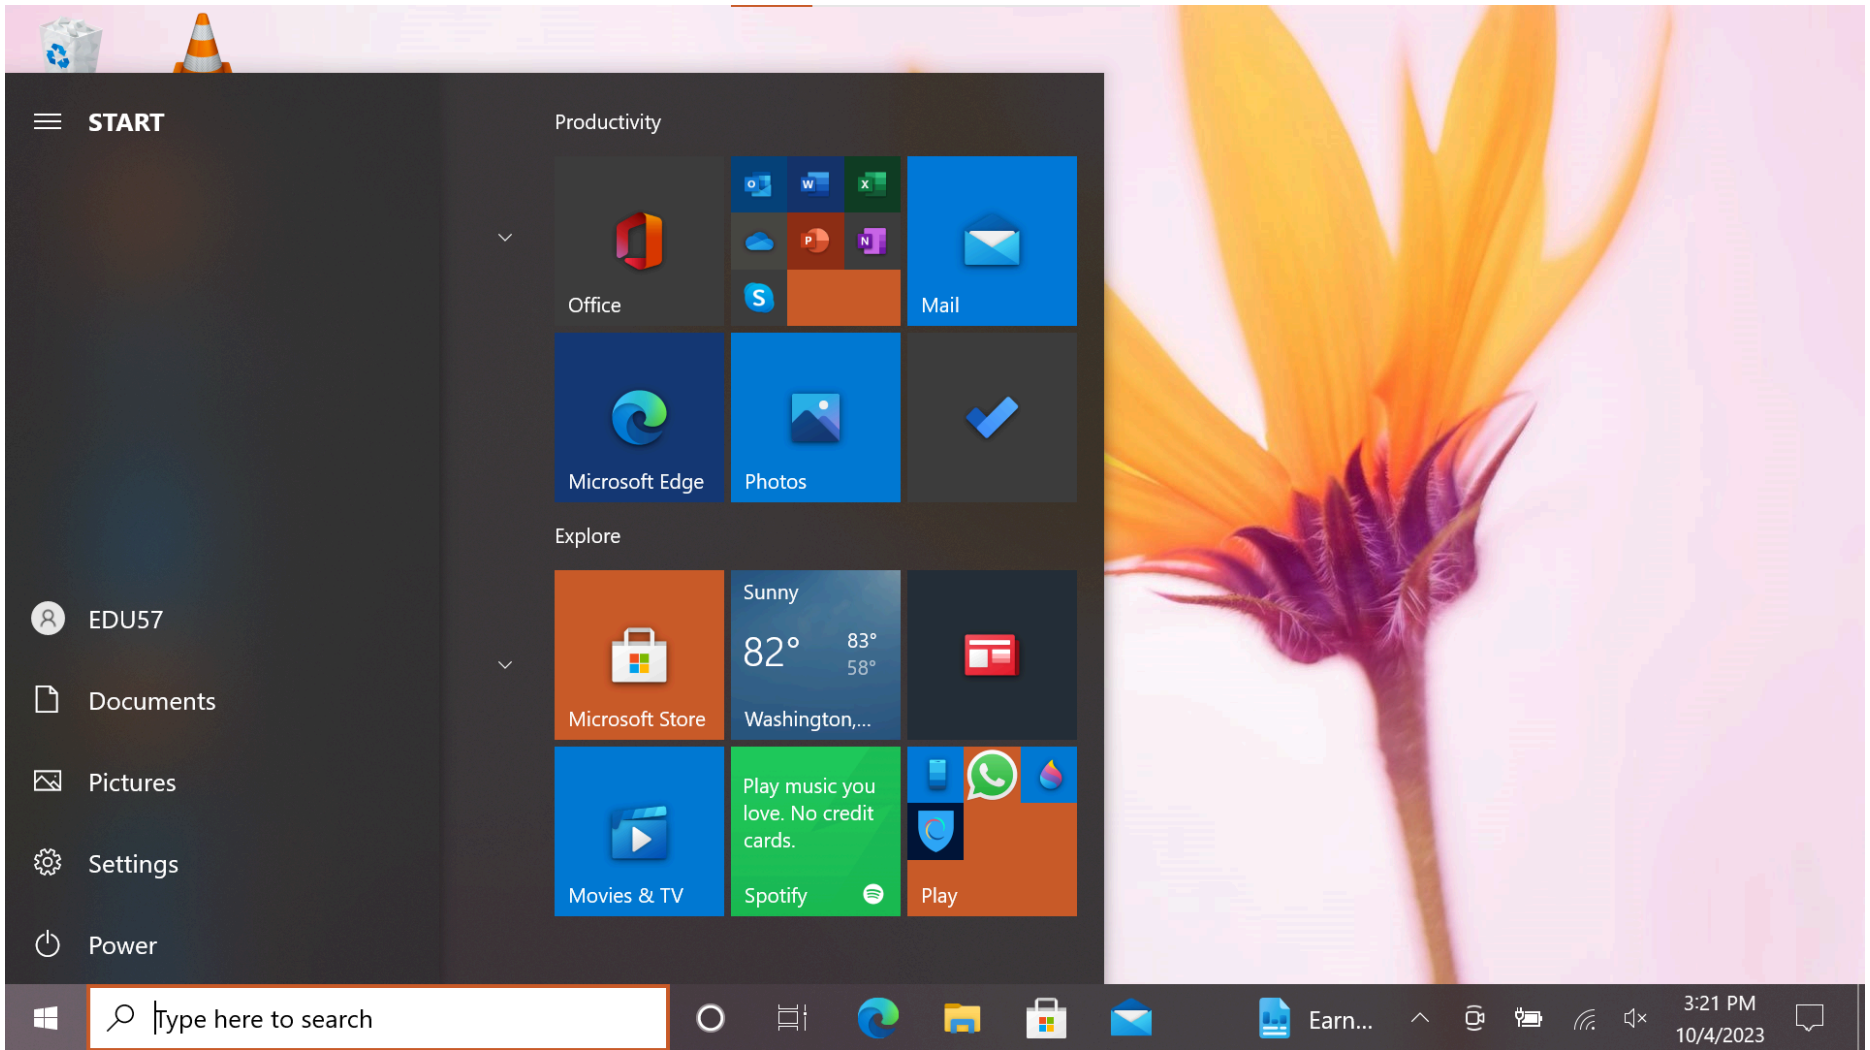 START
Productivity
Office
O
W
X
P
N
S
Mail
Microsoft Edge
Photos
Explore
Microsoft Store
Sunny
82°
83°
58°
Washington,...
Movies & TV
Play music you
love. No credit
cards.
Spotify
Play
EDU57
Documents
Pictures
Settings
Power
Type here to search
Earn...
3:21 PM
10/4/2023